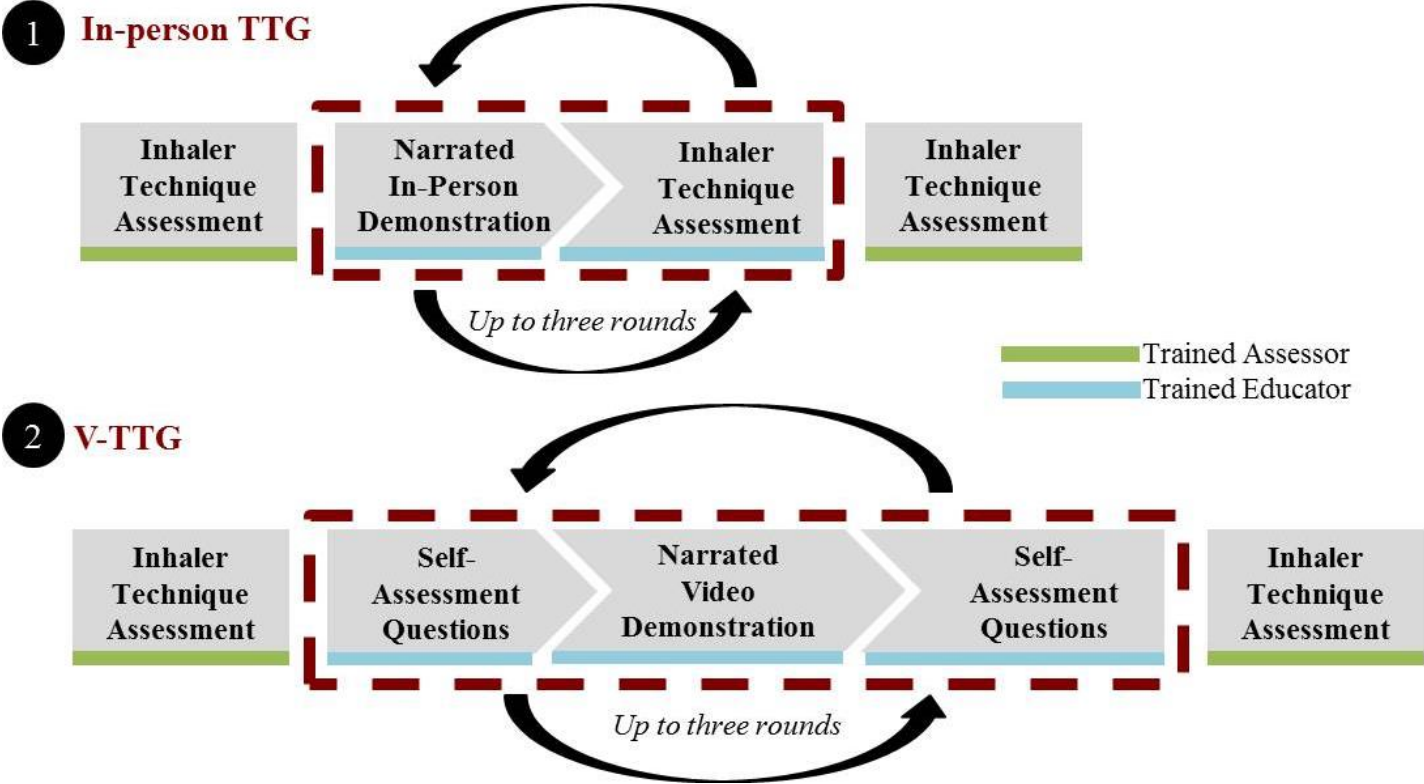 1 In-person TTG
Inhaler
Technique
Assessment
Narrated
In-Person
Demonstration
Inhaler
Technique
Assessment
Inhaler
Technique
Assessment
Up to three rounds
Trained Assessor
Trained Educator
2 V-TTG
Inhaler
Technique
Assessment
Self-
Assessment
Questions
Narrated
Video
Demonstration
Self-
Assessment
Questions
Inhaler
Technique
Assessment
Up to three rounds